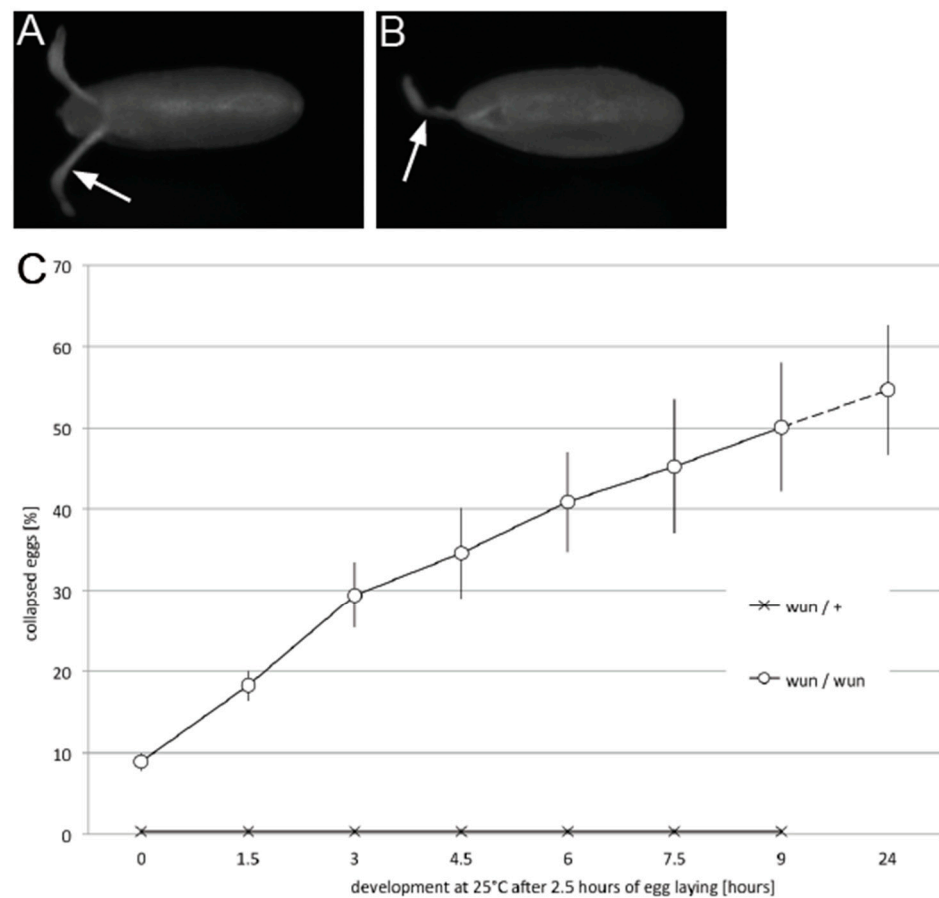 A
B
C
70
60
50
40
30
20
10
0
collapsed eggs [%]
wun / +
wun / wun
0 1.5 3 4.5 6 7.5 9 24
development at 25°C after 2.5 hours of egg laying [hours]